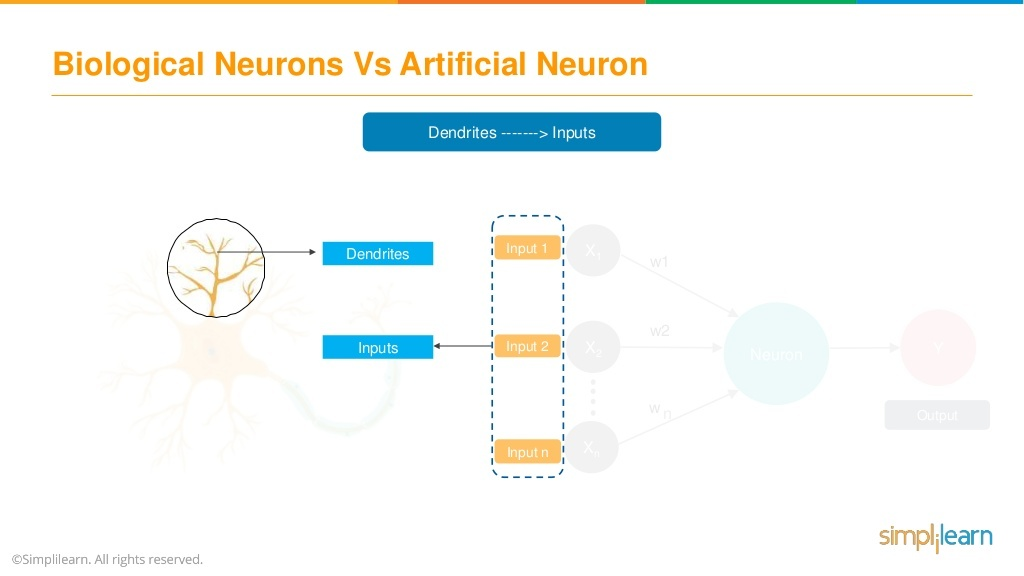 Biological Neurons Vs Artificial Neuron
Dendrites -------> Inputs
Dendrites
Inputs
Input 1
Input 2
Input n
X1
X2
Xn
w1
w2
w n
Neuron
Y
Output
©Simplilearn. All rights reserved.
simplilearn